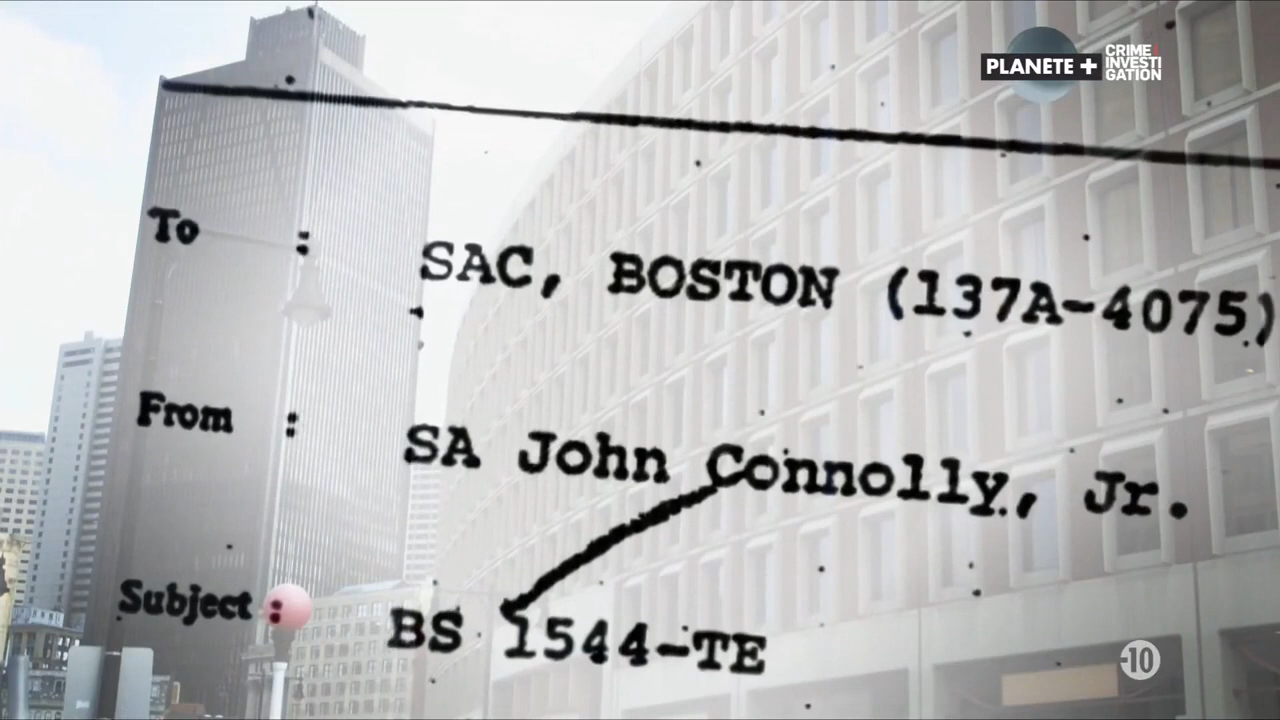 PLANETE +
CRIME
INVESTI
GATION
To : SAC, BOSTON (137A-4075)
From : SA John Connolly, Jr.
Subject : BS 1544-TE
-10